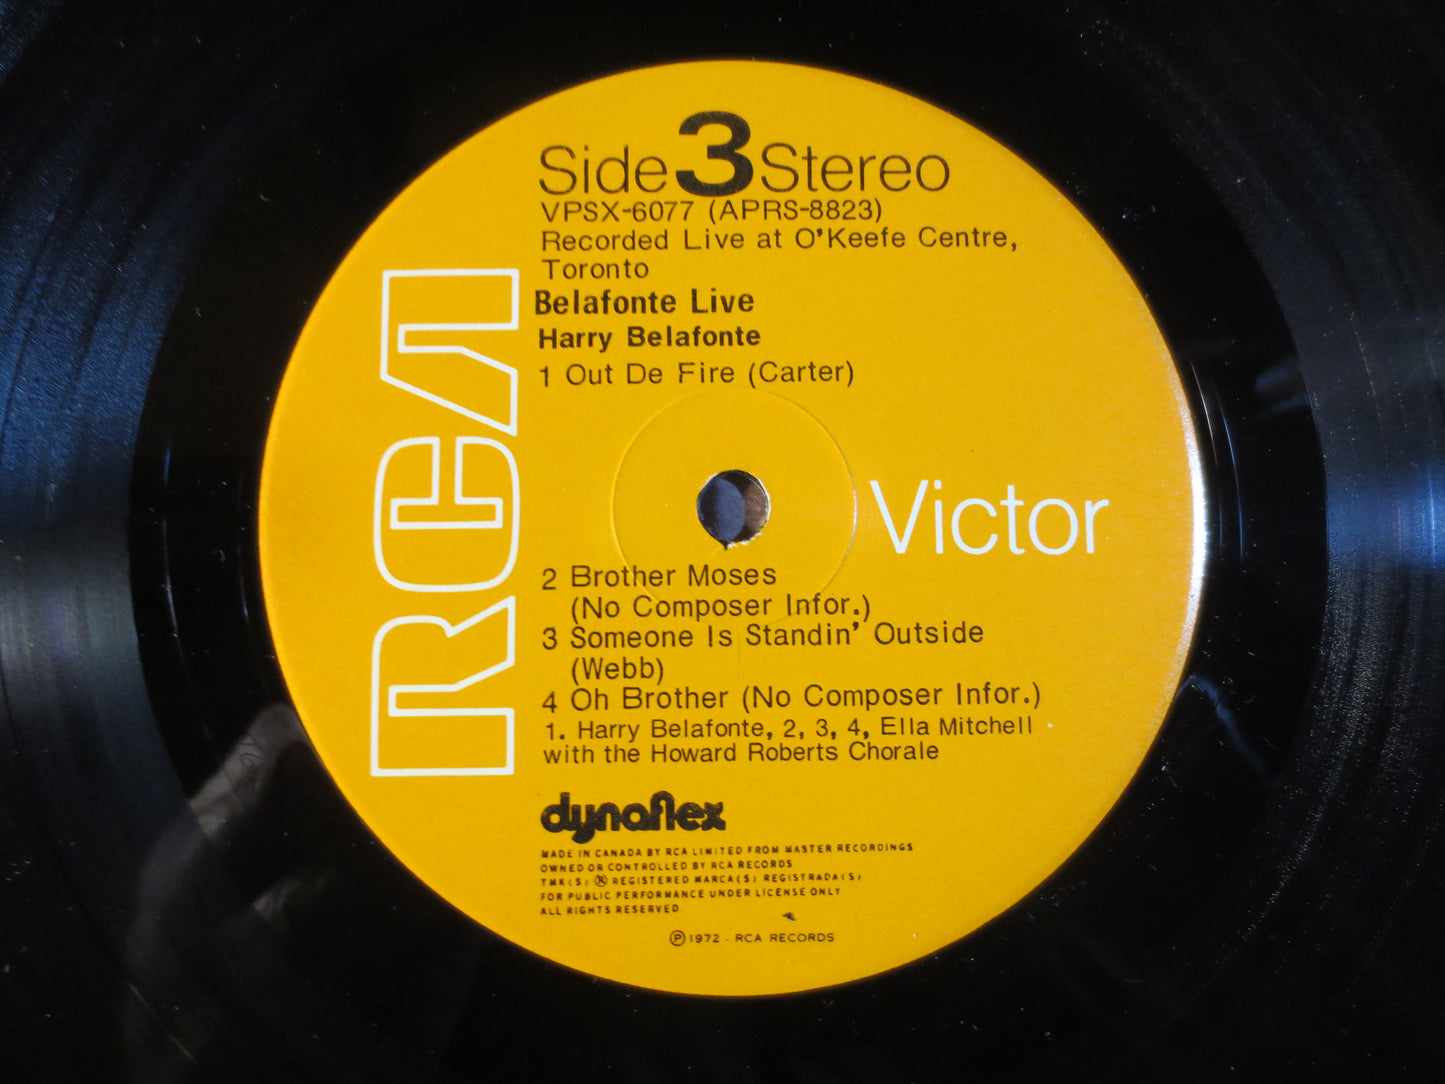 Side 3 Stereo
VPSX-6077 (APRS-8823)
Recorded Live at O'Keefe Centre,
Toronto
Belafonte Live
Harry Belafonte
1 Out De Fire (Carter)
RCA
Victor
2 Brother Moses
(No Composer Infor.)
3 Someone Is Standin' Outside
(Webb)
4 Oh Brother (No Composer Infor.)
1. Harry Belafonte, 2, 3, 4, Ella Mitchell
with the Howard Roberts Chorale
dynaflex
MADE IN CANADA BY RCA LIMITED FROM MASTER RECORDINGS
OWNED OR CONTROLLED BY RCA RECORDS
TMK(S) ® REGISTERED MARCA(S) REGISTRADA(S)
FOR PUBLIC PERFORMANCE UNDER LICENSE ONLY
ALL RIGHTS RESERVED.
℗1972 - RCA RECORDS